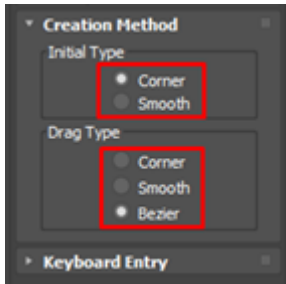 Creation Method
Initial Type
Corner
Smooth
Drag Type
Corner
Smooth
Bezier
Keyboard Entry